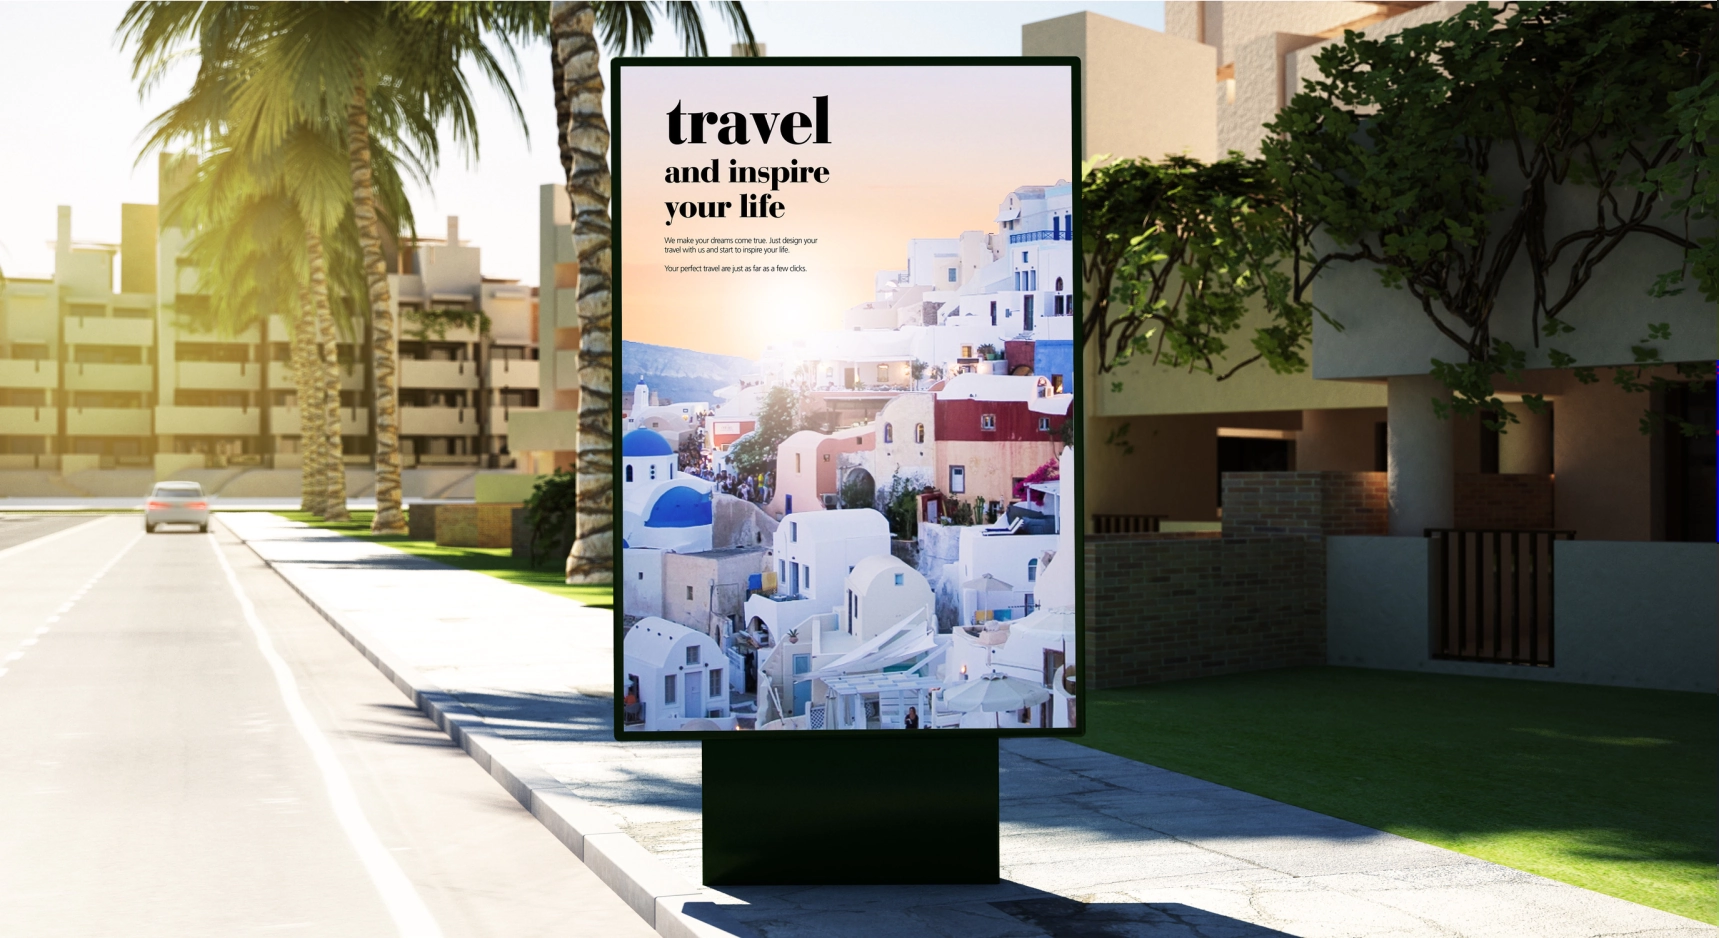 travel
and inspire
your life
We make your dreams come true. Just design your
travel with us and start to inspire your life.
Your perfect travel are just as far as a few clicks.